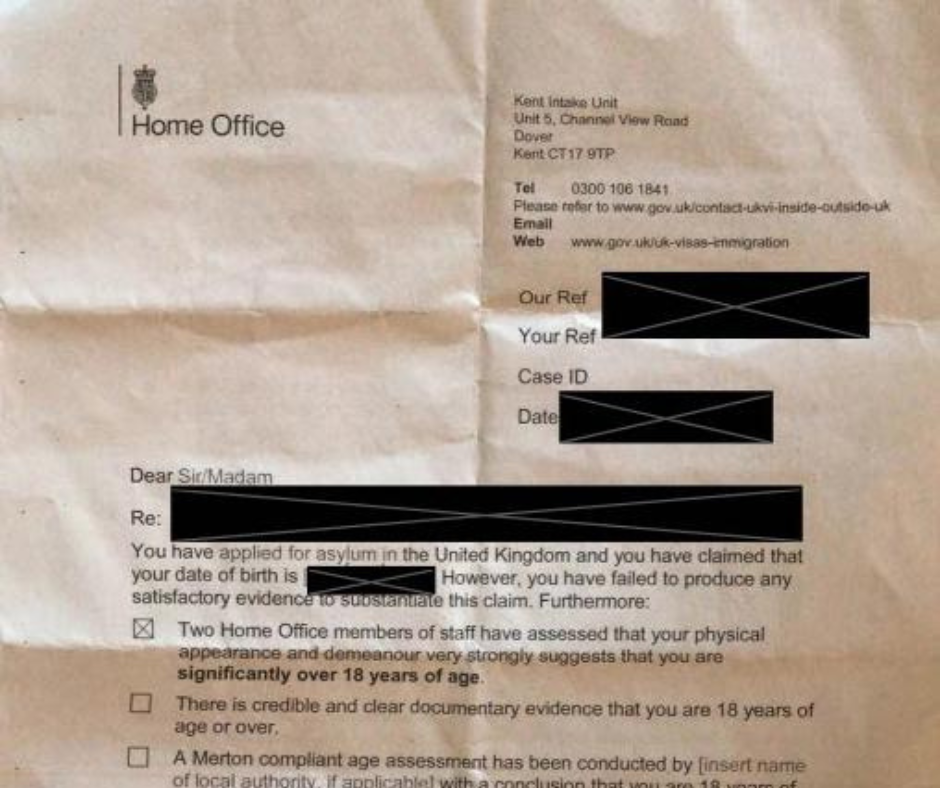 Home Office
Kent Intake Unit
Unit 5, Channel View Road
Dover
Kent CT17 9TP
Tel 0300 106 1841
Please refer to www.gov.uk/contact-ukvi-inside-outside-uk
Email
Web www.gov.uk/uk-visas-immigration
Our Ref
Your Ref
Case ID
Date
Dear Sir/Madam
Re:
You have applied for asylum in the United Kingdom and you have claimed that
your date of birth is However, you have failed to produce any
satisfactory evidence to substantiate this claim. Furthermore:
Two Home Office members of staff have assessed that your physical
appearance and demeanour very strongly suggests that you are
significantly over 18 years of age.
There is credible and clear documentary evidence that you are 18 years of
age or over.
A Merton compliant age assessment has been conducted by [insert name
of local authority, if applicable] with a conclusion that you are 18 years of